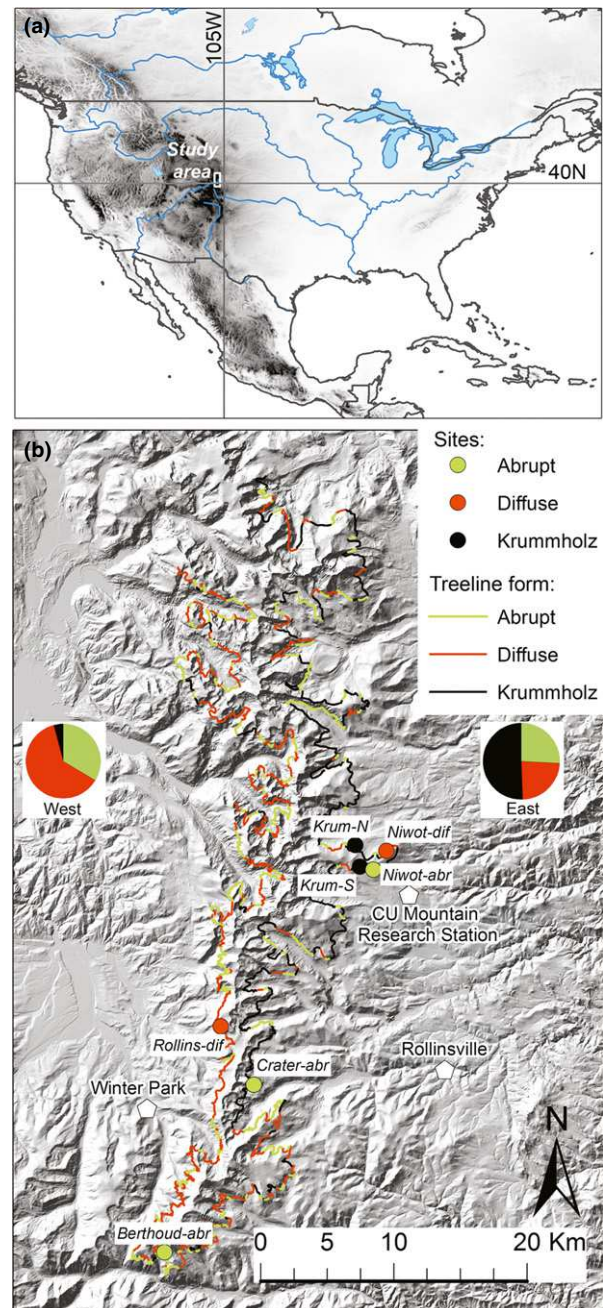 (a)
105W
Study
area
40N
(b)
Sites:
Abrupt
Diffuse
Krummholz
Treeline form:
Abrupt
Diffuse
Krummholz
West
East
Krum-N
Niwot-dif
Krum-S
Niwot-abr
CU Mountain
Research Station
Rollins-dif
Crater-abr
Rollinsville
Winter Park
N
Berthoud-abr
0 5 10 20 Km